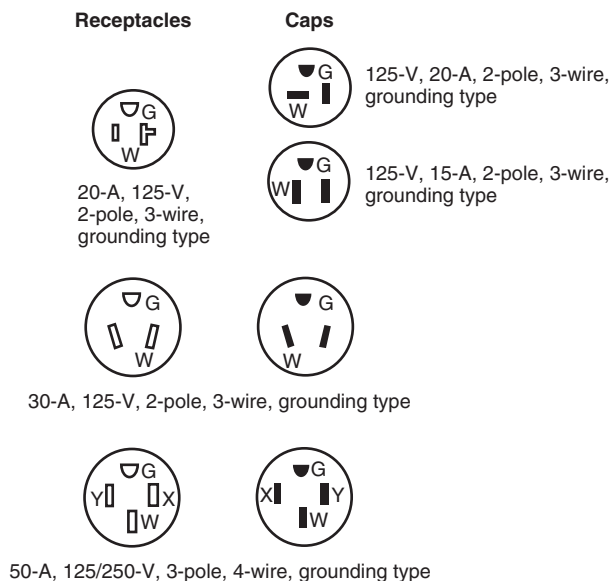 Receptacles
Caps
G
W
20-A, 125-V,
2-pole, 3-wire,
grounding type
G
W
125-V, 20-A, 2-pole, 3-wire,
grounding type
G
W
125-V, 15-A, 2-pole, 3-wire,
grounding type
G
W
G
W
30-A, 125-V, 2-pole, 3-wire, grounding type
G
Y
X
W
G
X
Y
W
50-A, 125/250-V, 3-pole, 4-wire, grounding type